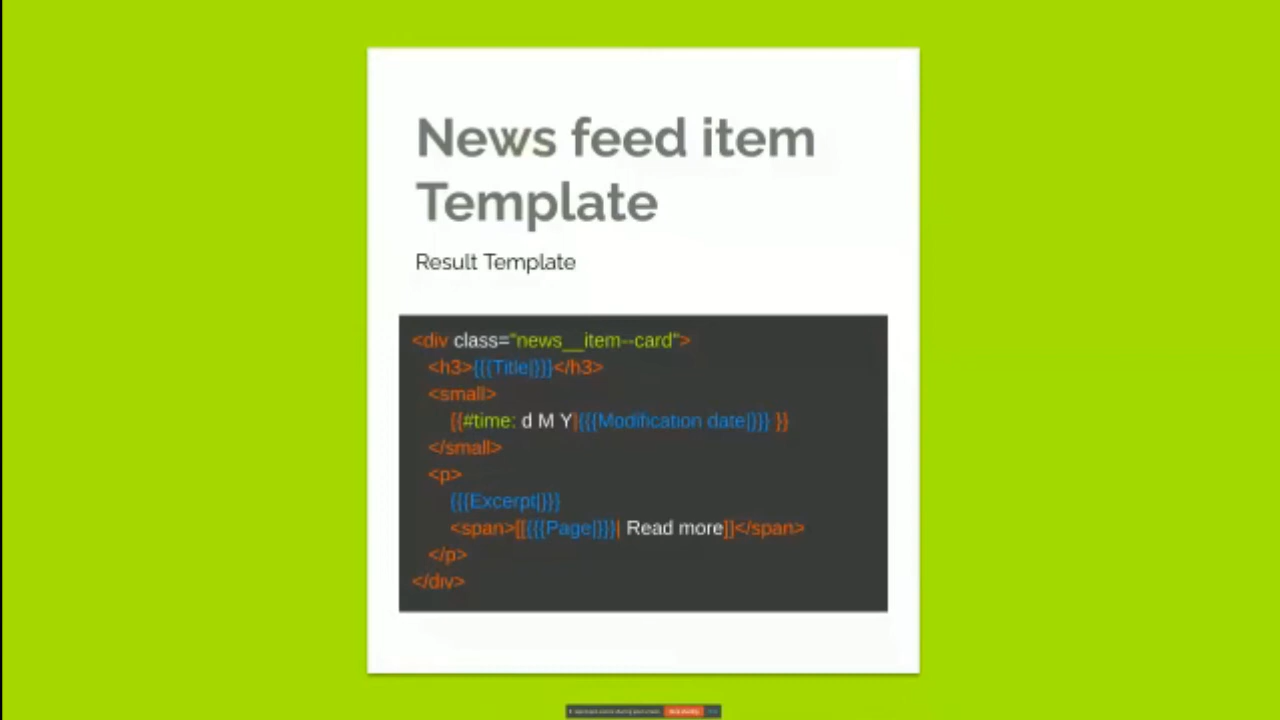 News feed item
Template
Result Template
<div class="news__item--card">
<h3>{{{Title|}}}</h3>
<small>
{{#time: d M Y|{{{Modification date|}}} }}
</small>
<p>
{{{Excerpt|}}}
<span>[[{{{Page|}}}| Read more]]</span>
</p>
</div>